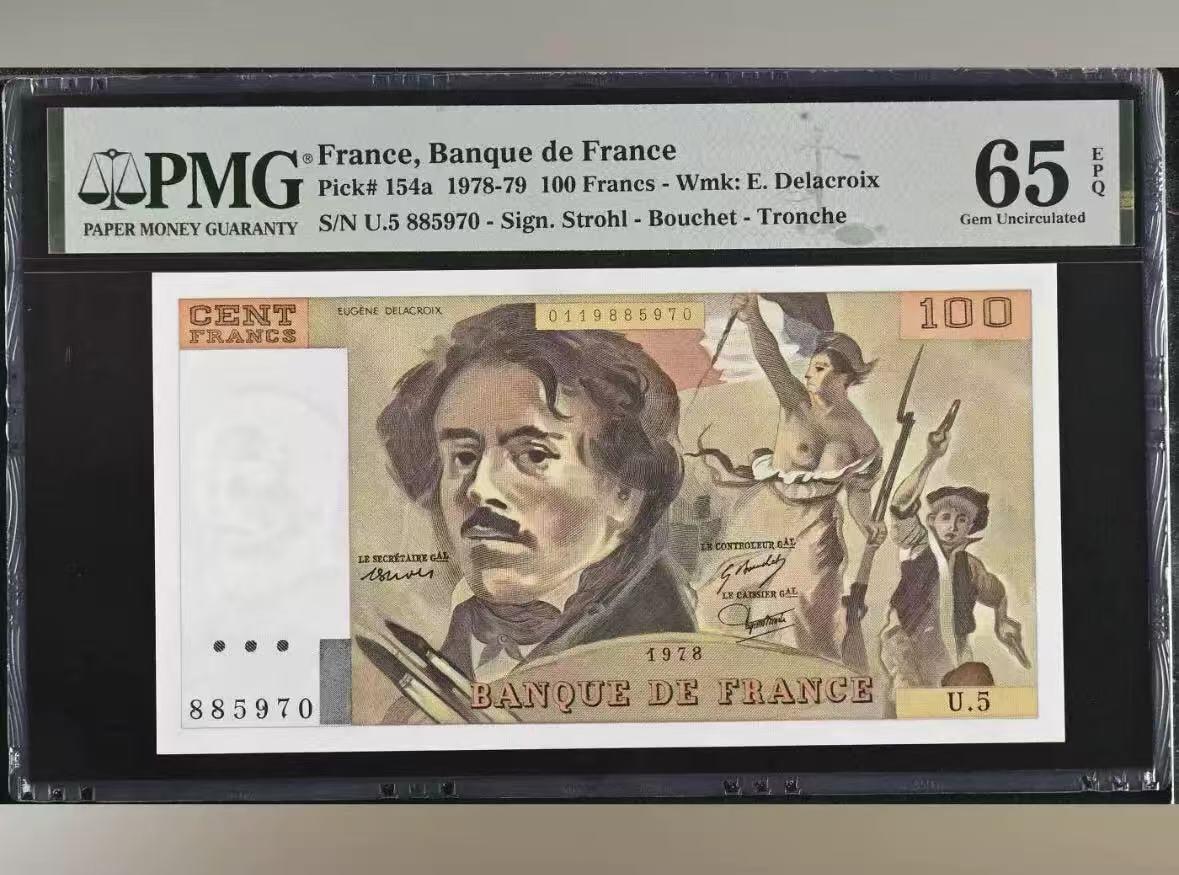 PMG®
PAPER MONEY GUARANTY
France, Banque de France
Pick# 154a 1978-79 100 Francs - Wmk: E. Delacroix
S/N U.5 885970 - Sign. Strohl - Bouchet - Tronche
65
EPQ
Gem Uncirculated
CENT
FRANCS
EUGÈNE DELACROIX
0119885970
100
LE SECRÉTAIRE GAL
LE CONTROLEUR GAL
LE CAISSIER GAL
1978
BANQUE DE FRANCE
885970
U.5